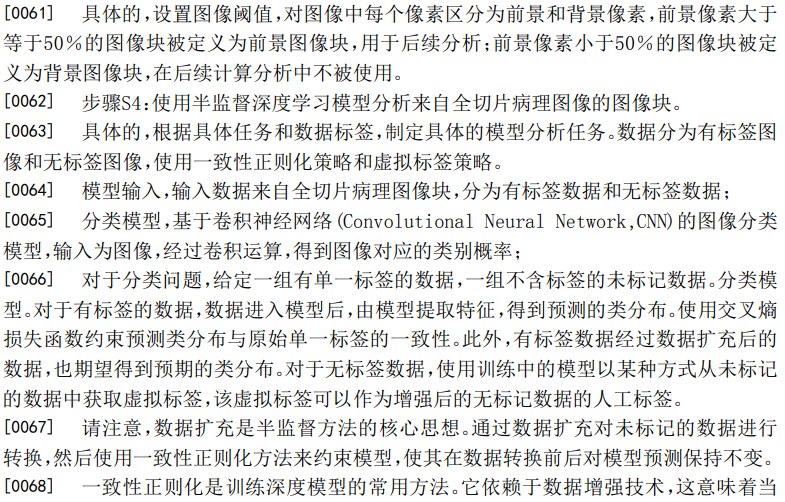 [0061] 具体的，设置图像阈值，对图像中每个像素区分为前景和背景像素，前景像素大于
等于50％的图像块被定义为前景图像块，用于后续分析；前景像素小于50％的图像块被定
义为背景图像块，在后续计算分析中不被使用。
[0062] 步骤S4：使用半监督深度学习模型分析来自全切片病理图像的图像块。
[0063] 具体的，根据具体任务和数据标签，制定具体的模型分析任务。数据分为有标签图
像和无标签图像，使用一致性正则化策略和虚拟标签策略。
[0064] 模型输入，输入数据来自全切片病理图像块，分为有标签数据和无标签数据；
[0065] 分类模型，基于卷积神经网络(Convolutional Neural Network,CNN)的图像分类
模型，输入为图像，经过卷积运算，得到图像对应的类别概率；
[0066] 对于分类问题，给定一组有单一标签的数据，一组不含标签的未标记数据。分类模
型。对于有标签的数据，数据进入模型后，由模型提取特征，得到预测的类分布。使用交叉熵
损失函数约束预测类分布与原始单一标签的一致性。此外，有标签数据经过数据扩充后的
数据，也期望得到预期的类分布。对于无标签数据，使用训练中的模型以某种方式从未标记
的数据中获取虚拟标签，该虚拟标签可以作为增强后的无标记数据的人工标签。
[0067] 请注意，数据扩充是半监督方法的核心思想。通过数据扩充对未标记的数据进行
转换，然后使用一致性正则化方法来约束模型，使其在数据转换前后对模型预测保持不变。
[0068] 一致性正则化是训练深度模型的常用方法。它依赖于数据增强技术，这意味着当